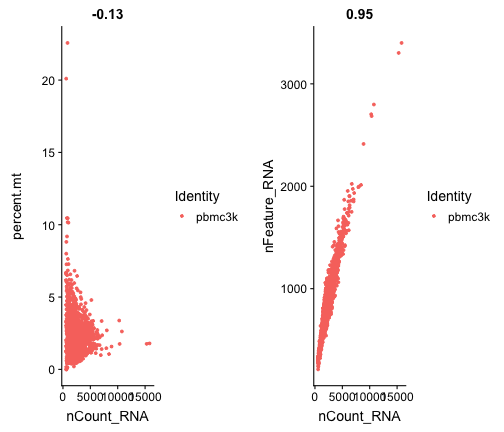 -0.13
percent.mt
20
15
10
5
0
0
5000
10000
15000
nCount_RNA
Identity
pbmc3k
0.95
nFeature_RNA
3000
2000
1000
0
5000
10000
15000
nCount_RNA
Identity
pbmc3k